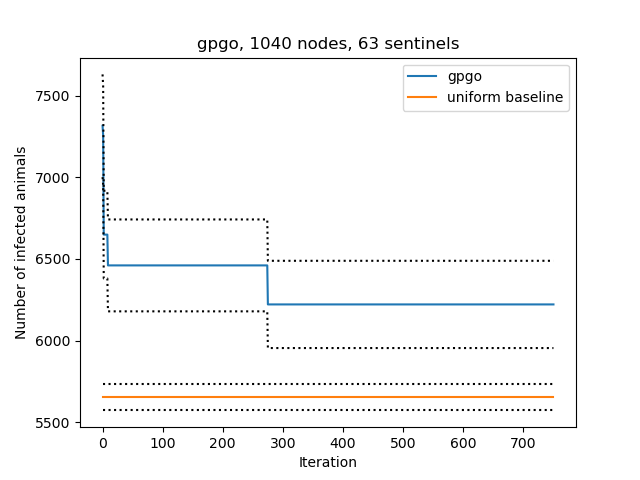 gpgo, 1040 nodes, 63 sentinels
gpgo
uniform baseline
Number of infected animals
7500
7000
6500
6000
5500
0 100 200 300 400 500 600 700
Iteration